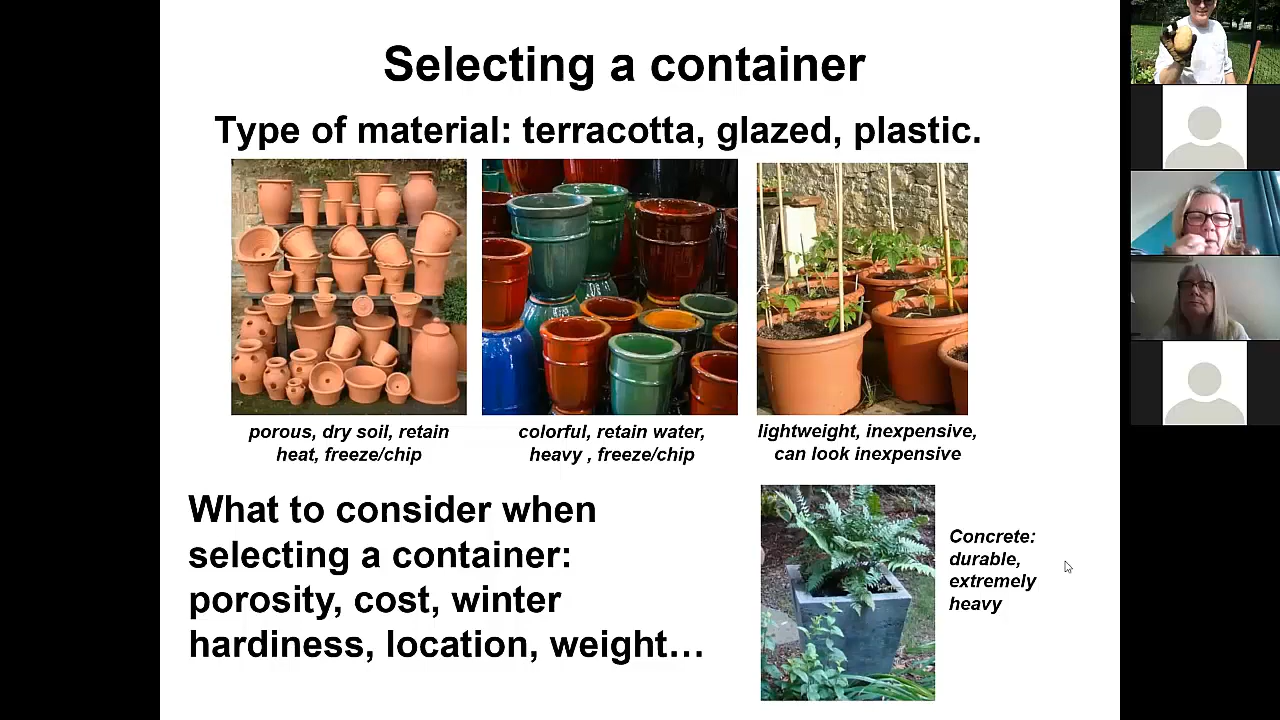 Selecting a container
Type of material: terracotta, glazed, plastic.
porous, dry soil, retain
heat, freeze/chip
colorful, retain water,
heavy , freeze/chip
lightweight, inexpensive,
can look inexpensive
What to consider when
selecting a container:
porosity, cost, winter
hardiness, location, weight…
Concrete:
durable,
extremely
heavy